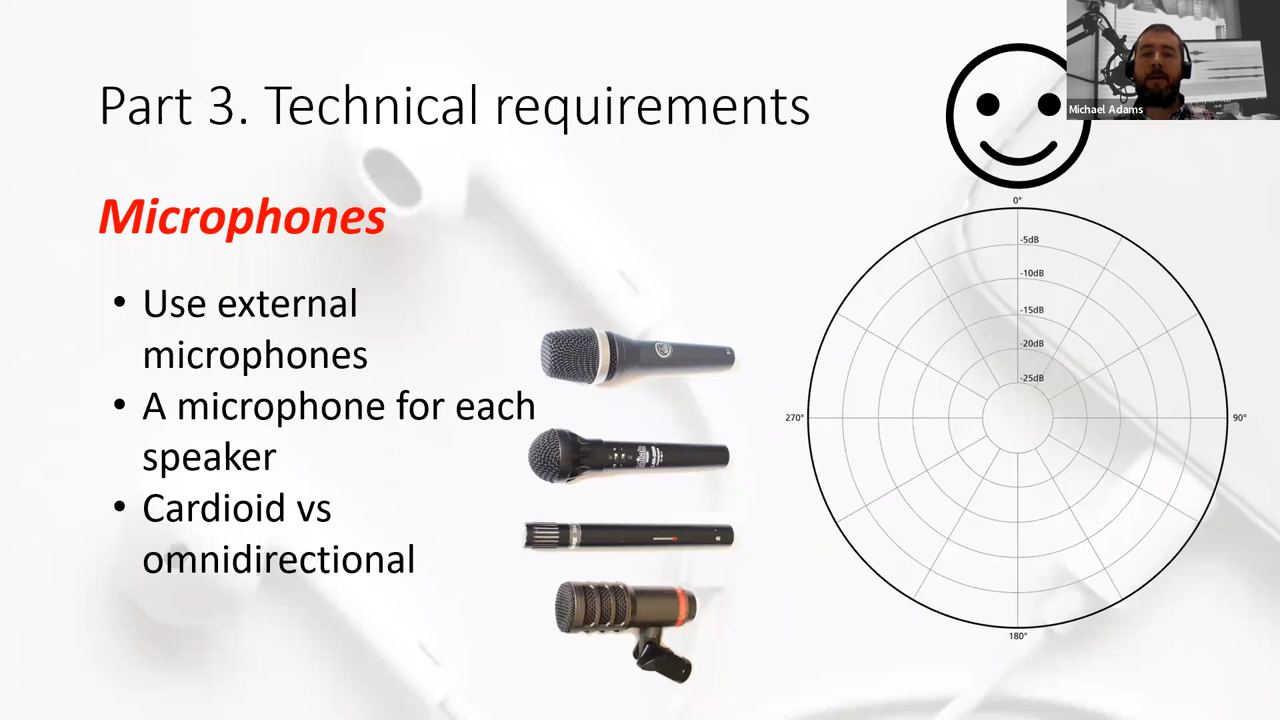 Part 3. Technical requirements
Michael Adams
Microphones
• Use external
microphones
• A microphone for each
speaker
• Cardioid vs
omnidirectional
0°
-5dB
-10dB
-15dB
-20dB
-25dB
270°
90°
180°